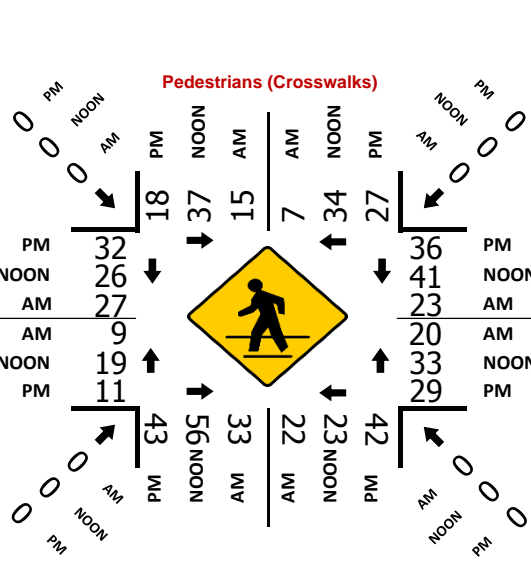 Pedestrians (Crosswalks)
PM NOON AM
PM NOON AM AM NOON PM
PM NOON AM
0 0 0
18 37 15 7 34 27
0 0 0
PM 32 36 PM
NOON 26 41 NOON
AM 27 23 AM
AM 9 20 AM
NOON 19 33 NOON
PM 11 29 PM
43 56 33 22 23 42
0 0 0
PM NOON AM AM NOON PM
0 0 0
AM NOON PM
AM NOON PM